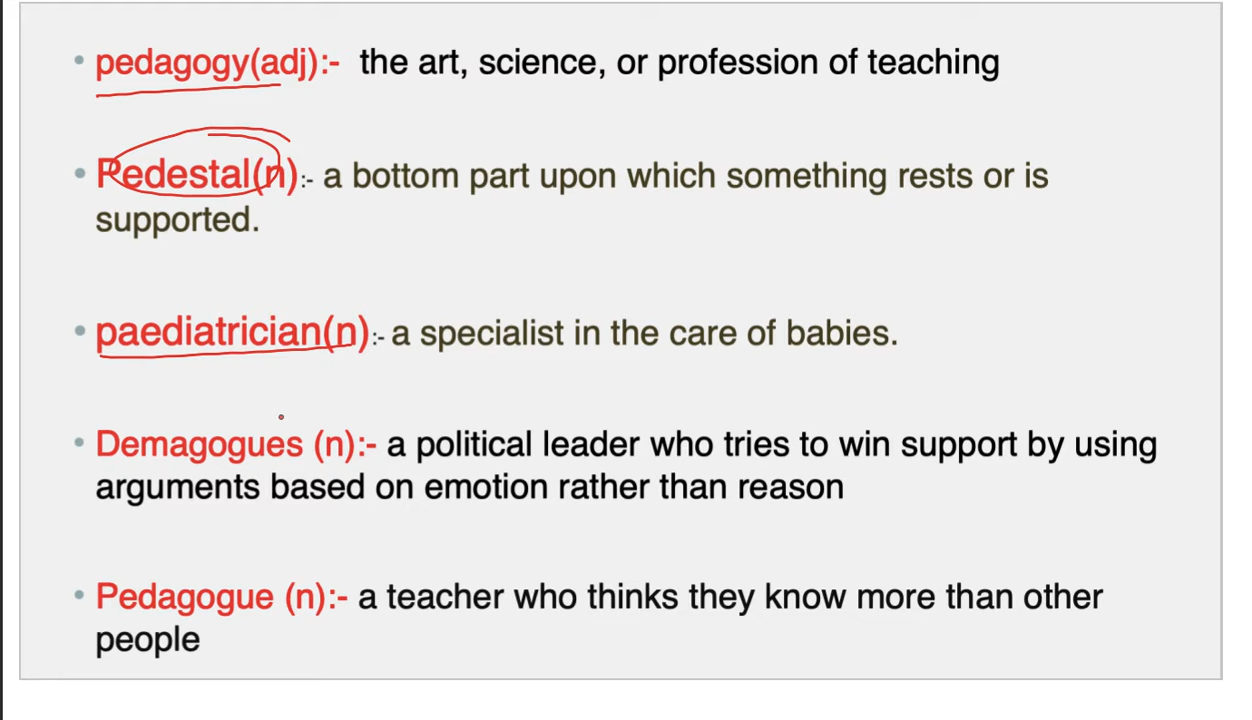 pedagogy(adj):- the art, science, or profession of teaching
Pedestal(n):- a bottom part upon which something rests or is
supported.
paediatrician(n):- a specialist in the care of babies.
Demagogues (n):- a political leader who tries to win support by using
arguments based on emotion rather than reason
Pedagogue (n):- a teacher who thinks they know more than other
people